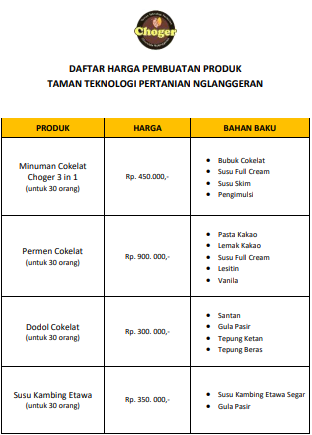 Choger
DAFTAR HARGA PEMBUATAN PRODUK
TAMAN TEKNOLOGI PERTANIAN NGLANGGERAN
PRODUK HARGA BAHAN BAKU
Minuman Cokelat
Choger 3 in 1
(untuk 30 orang)
Rp. 450.000,-
• Bubuk Cokelat
• Susu Full Cream
• Susu Skim
• Pengimulsi
Permen Cokelat
(untuk 30 orang)
Rp. 900. 000,-
• Pasta Kakao
• Lemak Kakao
• Susu Full Cream
• Lesitin
• Vanila
Dodol Cokelat
(untuk 30 orang)
Rp. 300. 000,-
• Santan
• Gula Pasir
• Tepung Ketan
• Tepung Beras
Susu Kambing Etawa
(untuk 30 orang)
Rp. 350. 000,-
• Susu Kambing Etawa Segar
• Gula Pasir